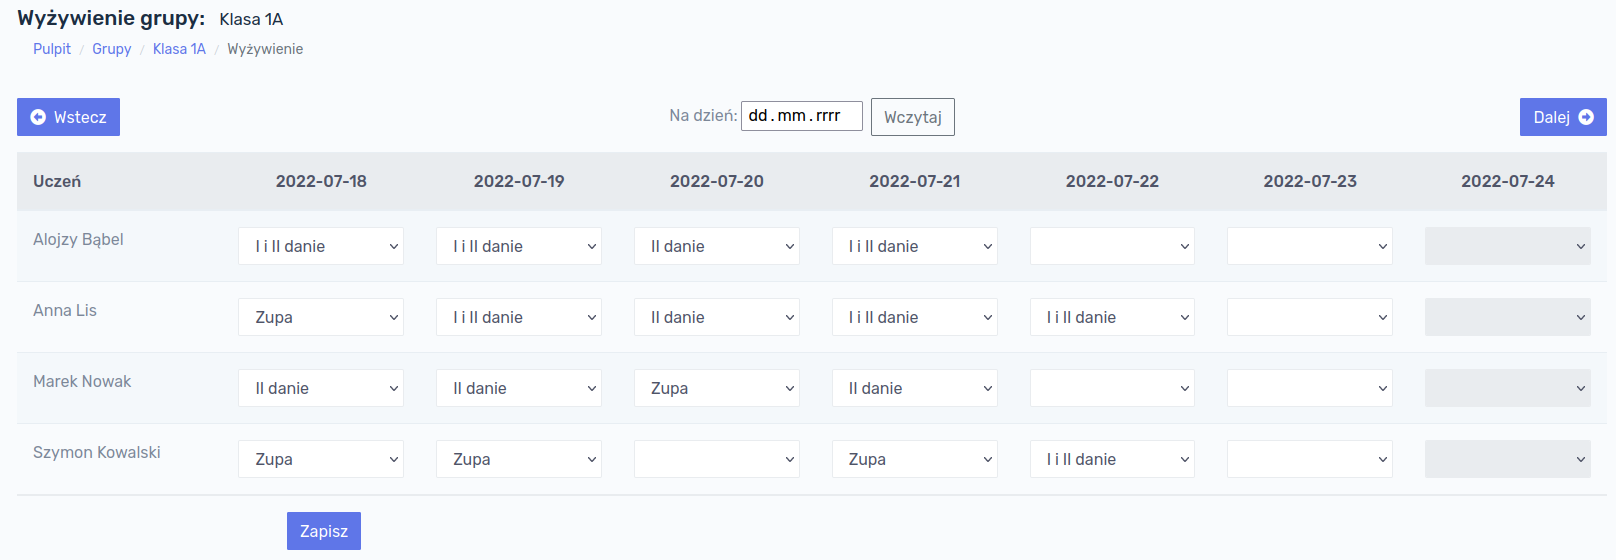 Wyżywienie grupy: Klasa 1A
Pulpit / Grupy / Klasa 1A / Wyżywienie
Wstecz Na dzień: dd.mm.rrrr Wczytaj Dalej
Uczeń 2022-07-18 2022-07-19 2022-07-20 2022-07-21 2022-07-22 2022-07-23 2022-07-24
Alojzy Bąbel I i II danie I i II danie II danie I i II danie
Anna Lis Zupa I i II danie II danie I i II danie I i II danie
Marek Nowak II danie II danie Zupa II danie
Szymon Kowalski Zupa Zupa Zupa I i II danie
Zapisz